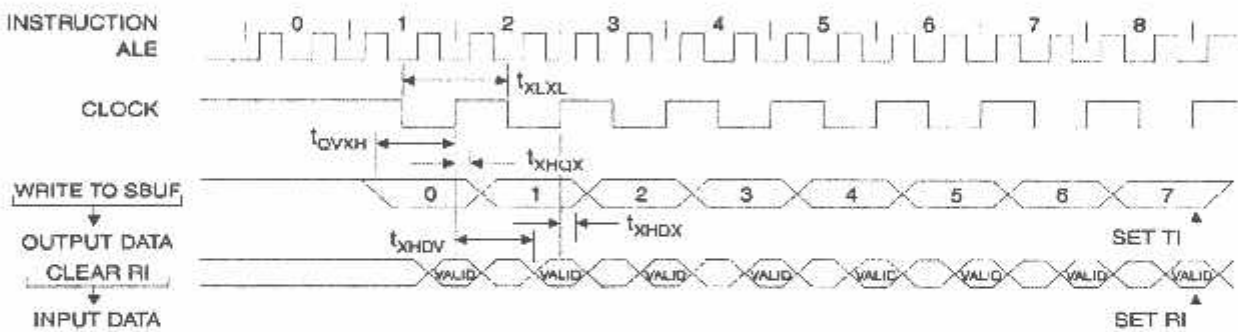 INSTRUCTION 0 1 2 3 4 5 6 7 8
ALE
tXLXL
CLOCK
tQVXH
tXHQX
WRITE TO SBUF 0 1 2 3 4 5 6 7
tXHDX
OUTPUT DATA tXHDV SET TI
CLEAR RI VALID VALID VALID VALID VALID VALID VALID VALID
INPUT DATA SET RI